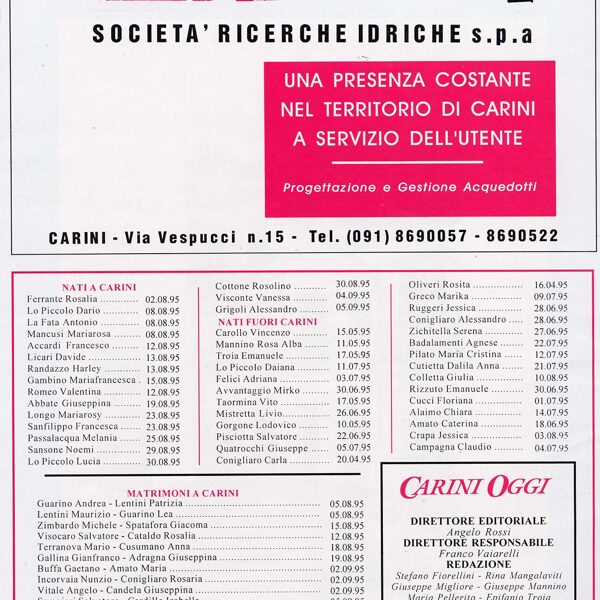 SOCIETA' RICERCHE IDRICHE s.p.a
UNA PRESENZA COSTANTE
NEL TERRITORIO DI CARINI
A SERVIZIO DELL'UTENTE
Progettazione e Gestione Acquedotti
CARINI - Via Vespucci n.15 - Tel. (091) 8690057 - 8690522
NATI A CARINI
Ferrante Rosalia 02.08.95
Lo Piccolo Dario 08.08.95
La Fata Antonio 08.08.95
Mancusi Mariarosa 08.08.95
Accardi Francesco 12.08.95
Licari Davide 13.08.95
Randazzo Harley 13.08.95
Gambino Mariafrancesca 15.08.95
Romeo Valentina 12.08.95
Abbate Giuseppina 19.08.95
Longo Mariarosy 23.08.95
Sanfilippo Francesca 23.08.95
Passalacqua Melania 25.08.95
Sansone Noemi 29.08.95
Lo Piccolo Lucia 30.08.95
Cottone Rosolino 30.08.95
Visconte Vanessa 04.09.95
Grigoli Alessandro 05.09.95
NATI FUORI CARINI
Carollo Vincenzo 15.05.95
Mannino Rosa Alba 11.05.95
Troia Emanuele 17.05.95
Lo Piccolo Daiana 11.07.95
Felici Adriana 03.07.95
Avvantaggio Mirko 30.06.95
Taormina Vito 17.05.95
Mistretta Livio 26.06.95
Gorgone Lodovico 10.05.95
Pisciotta Salvatore 22.06.95
Quatrocchi Giuseppe 05.07.95
Conigliaro Carla 20.04.95
Oliveri Rosita 16.04.95
Greco Marika 09.07.95
Ruggeri Jessica 28.06.95
Conigliaro Alessandro 28.06.95
Zichitella Serena 27.06.95
Badalamenti Agnese 22.07.95
Pilato Maria Cristina 12.07.95
Cutietta Dalila Anna 21.07.95
Colletta Giulia 10.08.95
Rizzuto Emanuele 30.06.95
Cucci Floriana 01.07.95
Alaimo Chiara 14.07.95
Amato Caterina 18.06.95
Crapa Jessica 03.08.95
Campagna Claudio 04.07.95
MATRIMONI A CARINI
Guarino Andrea - Lentini Patrizia 05.08.95
Lentini Maurizio - Guarino Lea 05.08.95
Zimbardo Michele - Spatafora Giacoma 15.08.95
Visocaro Salvatore - Cataldo Rosalia 12.08.95
Terranova Mario - Cusumano Anna 18.08.95
Gallina Gianfranco - Adragna Giuseppina 19.08.95
Buffa Gaetano - Amato Maria 02.09.95
Incorvaia Nunzio - Conigliaro Rosaria 02.09.95
Vitale Angelo - Candela Giuseppina 02.09.95
CARINI OGGI
DIRETTORE EDITORIALE
Angelo Rossi
DIRETTORE RESPONSABILE
Franco Vaiarelli
REDAZIONE
Stefano Fiorellini - Rina Mangalaviti
Giuseppe Migliore - Giuseppe Mannino
Maria Pellerito - Epifanio Troia